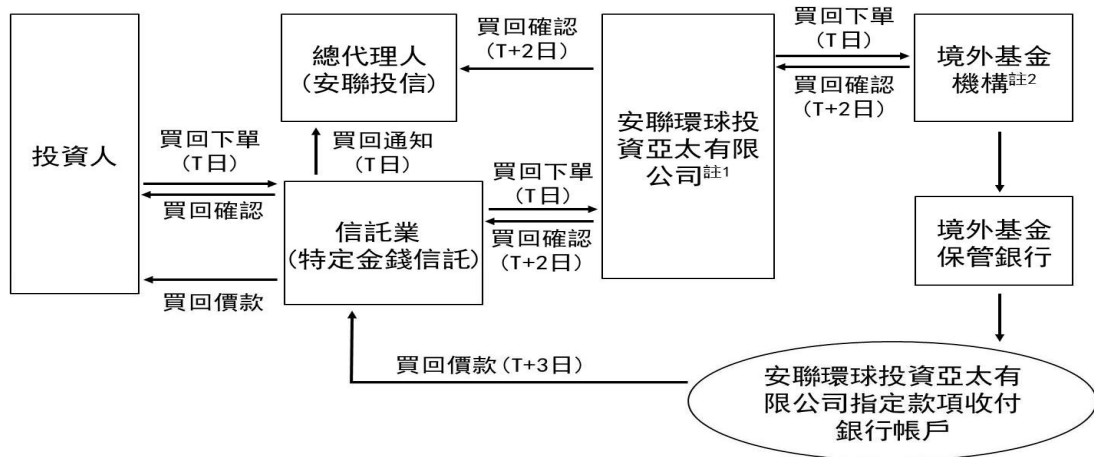 投資人
買回下單
(T日)
買回確認
買回價款
總代理人
(安聯投信)
買回通知
(T日)
信託業
(特定金錢信託)
買回確認
(T+2日)
買回下單
(T日)
買回確認
(T+2日)
安聯環球投
資亞太有限
公司註1
買回下單
(T日)
買回確認
(T+2日)
境外基金
機構註2
境外基金
保管銀行
買回價款(T+3日)
安聯環球投資亞太有
限公司指定款項收付
銀行帳戶